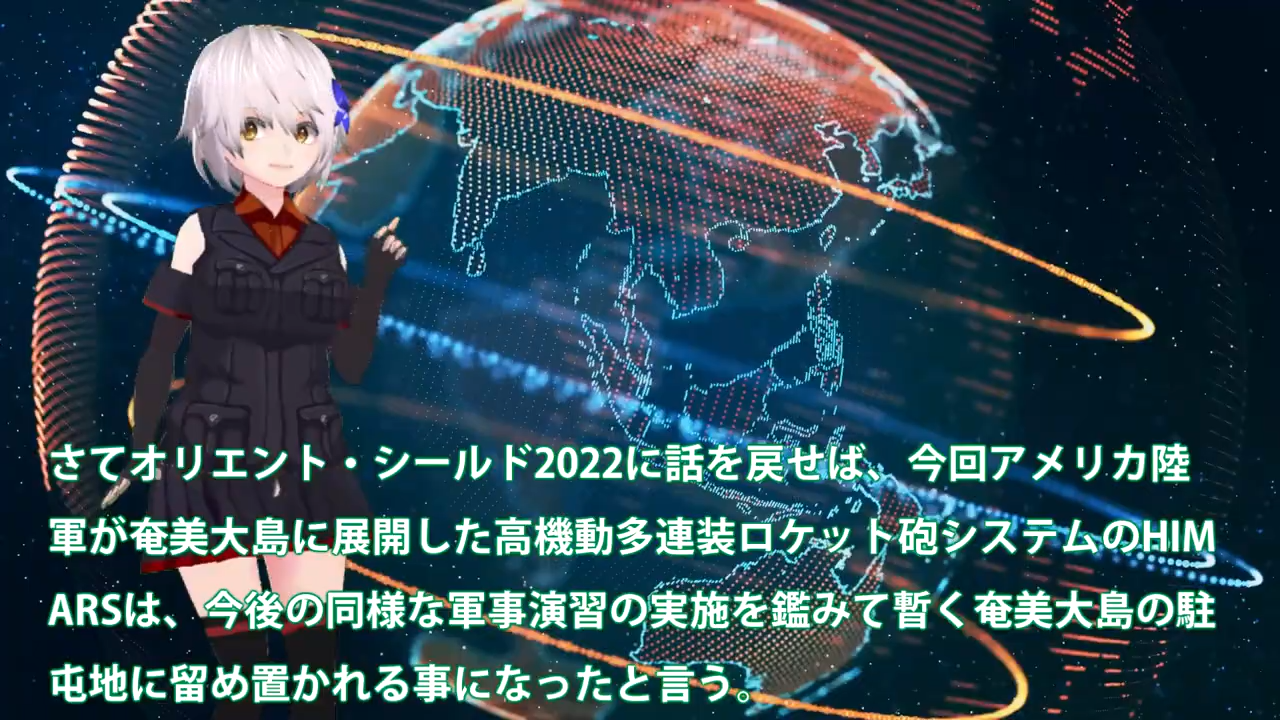 さてオリエント・シールド2022に話を戻せば、今回アメリカ陸
軍が奄美大島に展開した高機動多連装ロケット砲システムのHIM
ARSは、今後の同様な軍事演習の実施を鑑みて暫く奄美大島の駐
屯地に留め置かれる事になったと言う。